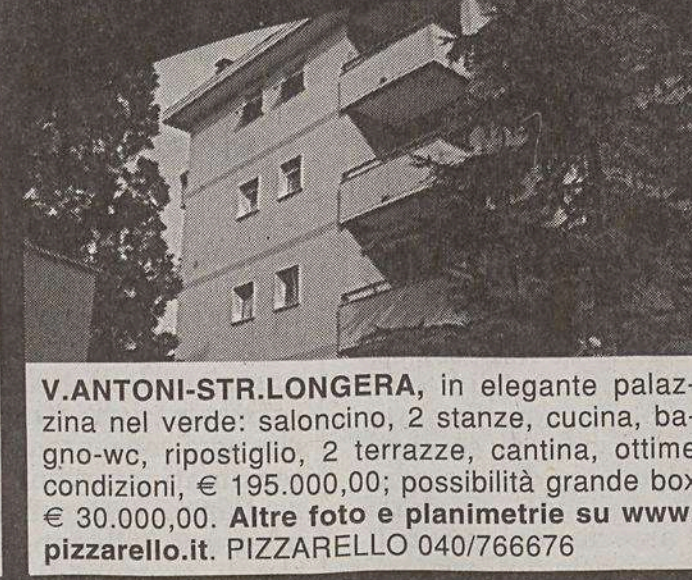 V.ANTONI-STR.LONGERA, in elegante palaz-
zina nel verde: saloncino, 2 stanze, cucina, ba-
gno-wc, ripostiglio, 2 terrazze, cantina, ottime
condizioni, € 195.000,00; possibilità grande box
€ 30.000,00. Altre foto e planimetrie su www
pizzarello.it. PIZZARELLO 040/766676